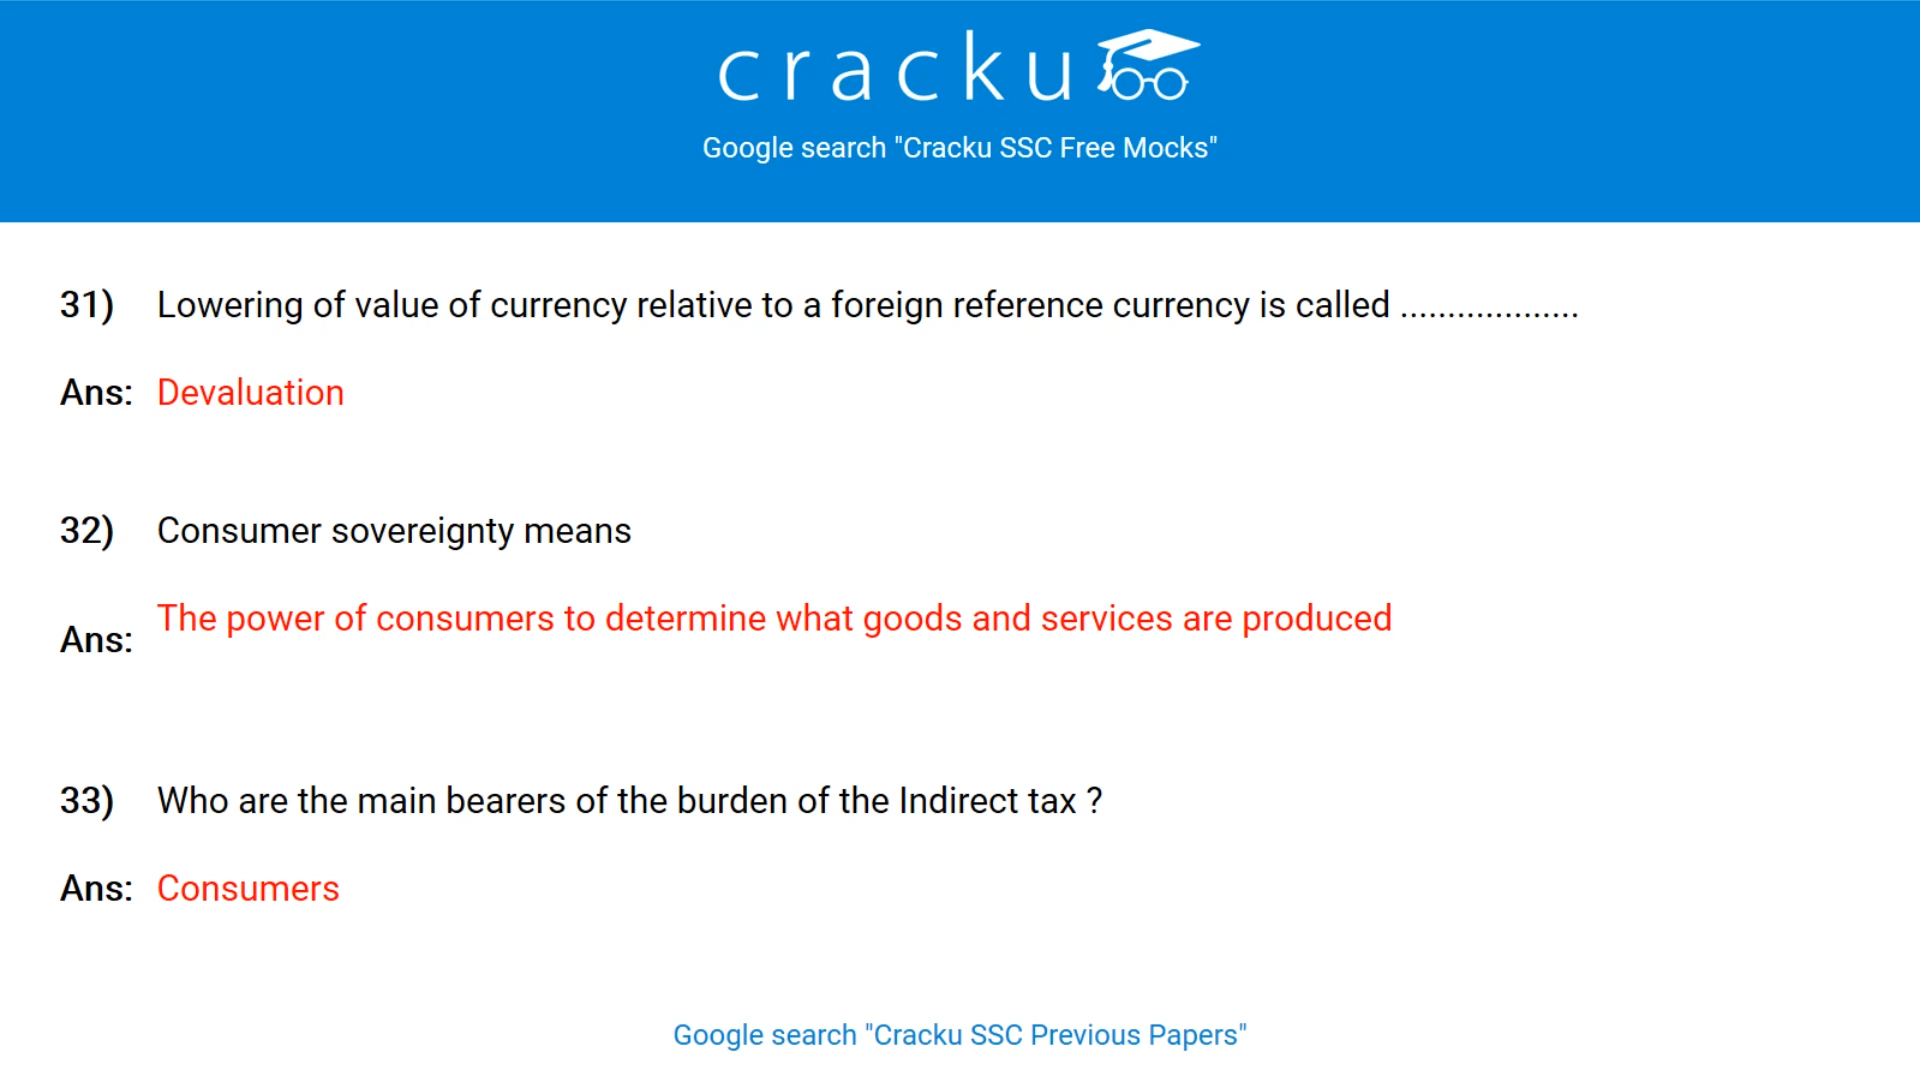 cracku
Google search "Cracku SSC Free Mocks"
31) Lowering of value of currency relative to a foreign reference currency is called ...................
Ans: Devaluation
32) Consumer sovereignty means
Ans: The power of consumers to determine what goods and services are produced
33) Who are the main bearers of the burden of the Indirect tax ?
Ans: Consumers
Google search "Cracku SSC Previous Papers"